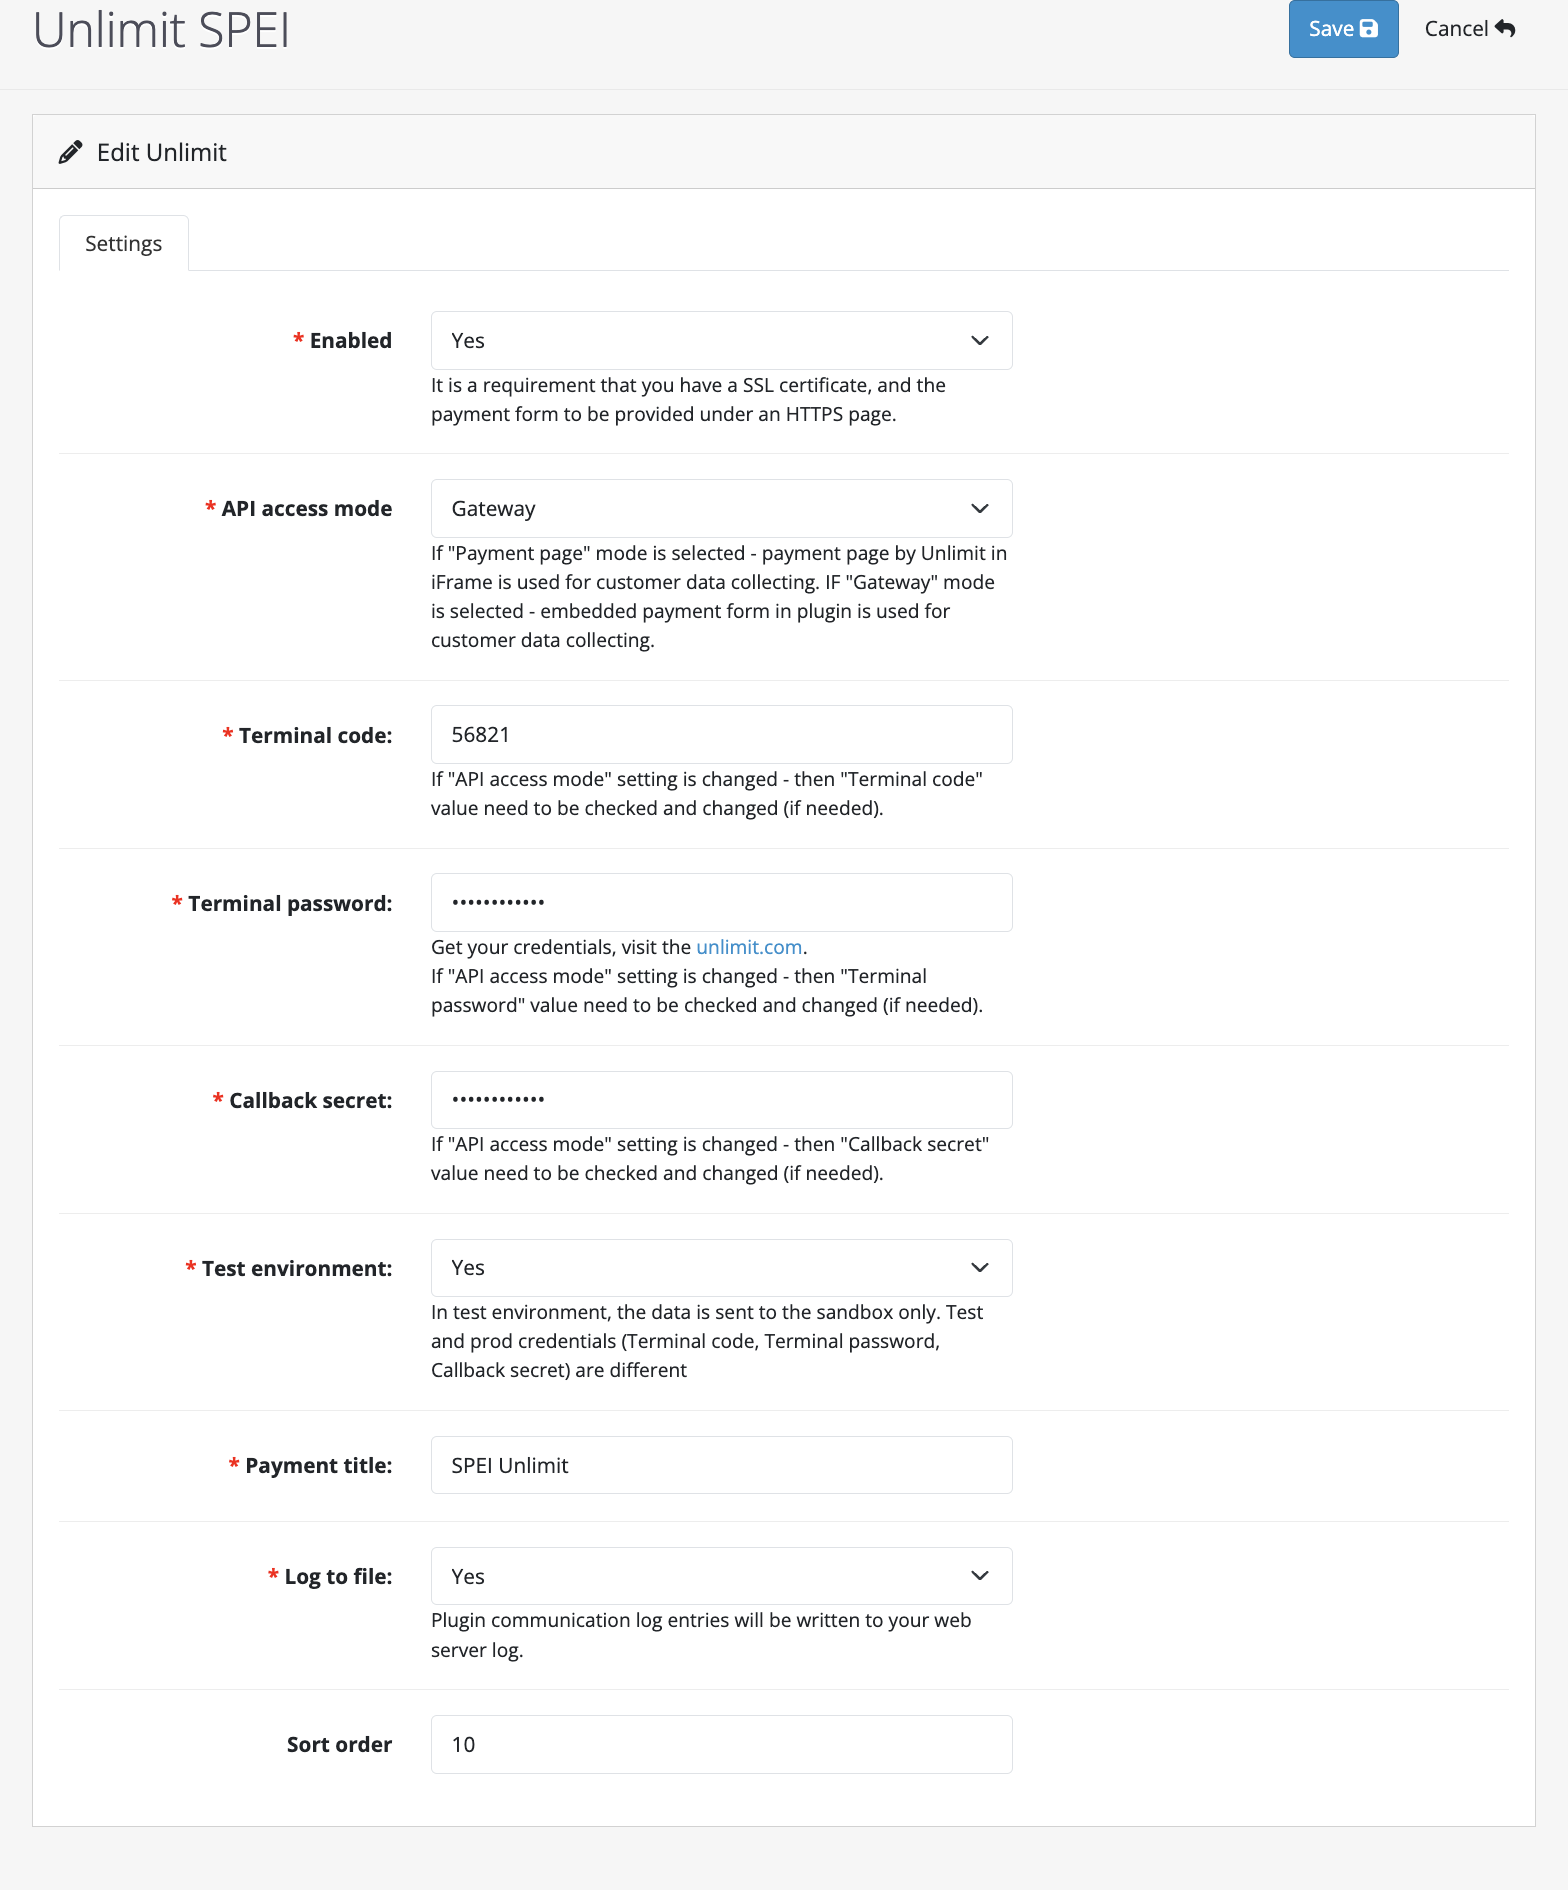 Unlimit SPEI
Save
Cancel
Edit Unlimit
Settings
* Enabled
Yes
It is a requirement that you have a SSL certificate, and the
payment form to be provided under an HTTPS page.
* API access mode
Gateway
If "Payment page" mode is selected - payment page by Unlimit in
iFrame is used for customer data collecting. IF "Gateway" mode
is selected - embedded payment form in plugin is used for
customer data collecting.
* Terminal code:
56821
If "API access mode" setting is changed - then "Terminal code"
value need to be checked and changed (if needed).
* Terminal password:
••••••••••••
Get your credentials, visit the unlimit.com.
If "API access mode" setting is changed - then "Terminal
password" value need to be checked and changed (if needed).
* Callback secret:
••••••••••••
If "API access mode" setting is changed - then "Callback secret"
value need to be checked and changed (if needed).
* Test environment:
Yes
In test environment, the data is sent to the sandbox only. Test
and prod credentials (Terminal code, Terminal password,
Callback secret) are different
* Payment title:
SPEI Unlimit
* Log to file:
Yes
Plugin communication log entries will be written to your web
server log.
Sort order
10